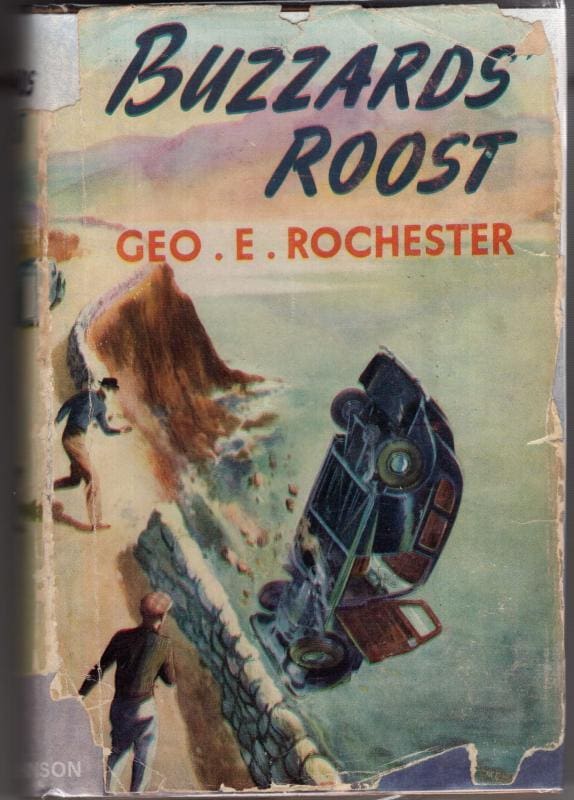 BUZZARDS'
ROOST
GEO . E . ROCHESTER